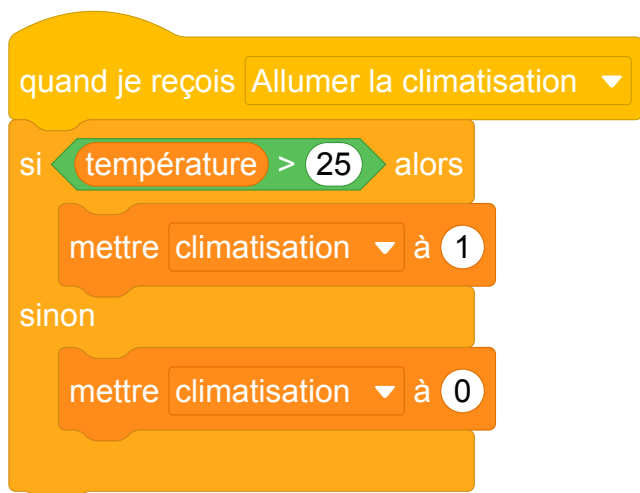 quand je reçois Allumer la climatisation
si température > 25 alors
mettre climatisation à 1
sinon
mettre climatisation à 0